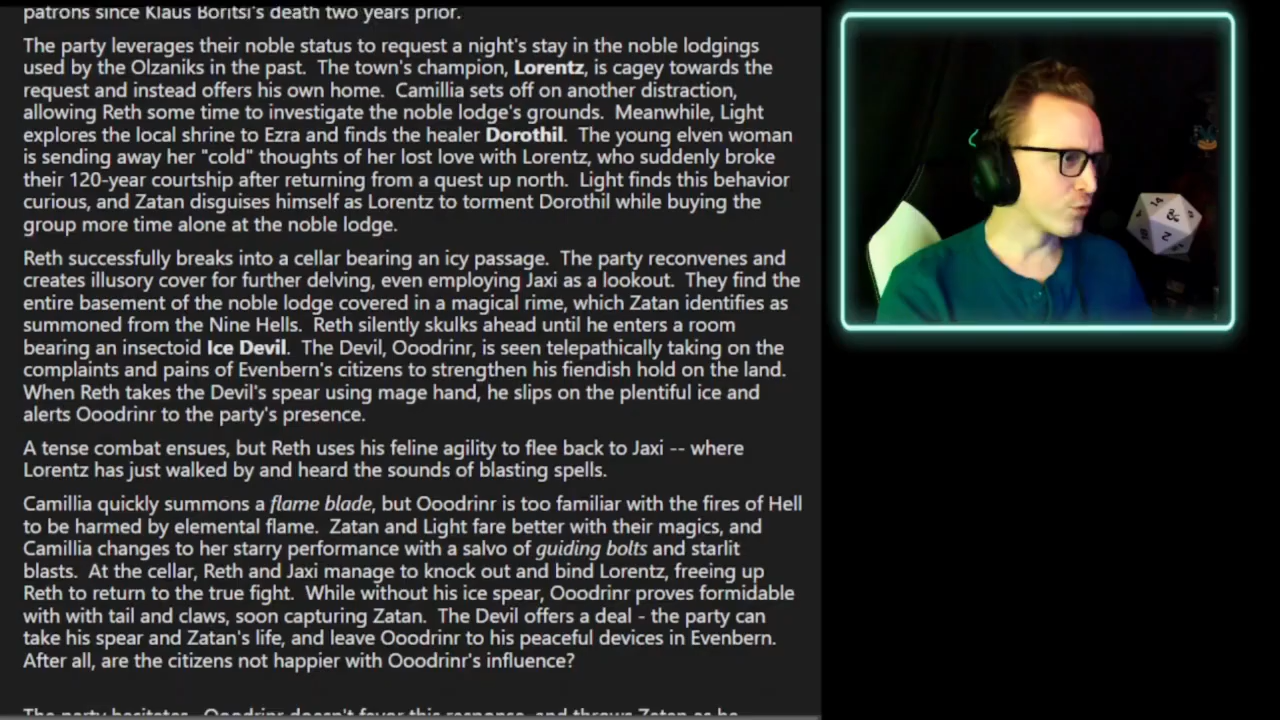 patrons since Klaus Boritsi's death two years prior.
The party leverages their noble status to request a night's stay in the noble lodgings
used by the Olzaniks in the past.  The town's champion, Lorentz, is cagey towards the
request and instead offers his own home.  Camillia sets off on another distraction,
allowing Reth some time to investigate the noble lodge's grounds.  Meanwhile, Light
explores the local shrine to Ezra and finds the healer Dorothil.  The young elven woman
is sending away her "cold" thoughts of her lost love with Lorentz, who suddenly broke
their 120-year courtship after returning from a quest up north.  Light finds this behavior
curious, and Zatan disguises himself as Lorentz to torment Dorothil while buying the
group more time alone at the noble lodge.
Reth successfully breaks into a cellar bearing an icy passage.  The party reconvenes and
creates illusory cover for further delving, even employing Jaxi as a lookout.  They find the
entire basement of the noble lodge covered in a magical rime, which Zatan identifies as
summoned from the Nine Hells.  Reth silently skulks ahead until he enters a room
bearing an insectoid Ice Devil.  The Devil, Ooodrinr, is seen telepathically taking on the
complaints and pains of Evenbern's citizens to strengthen his fiendish hold on the land.
When Reth takes the Devil's spear using mage hand, he slips on the plentiful ice and
alerts Ooodrinr to the party's presence.
A tense combat ensues, but Reth uses his feline agility to flee back to Jaxi -- where
Lorentz has just walked by and heard the sounds of blasting spells.
Camillia quickly summons a flame blade, but Ooodrinr is too familiar with the fires of Hell
to be harmed by elemental flame.  Zatan and Light fare better with their magics, and
Camillia changes to her starry performance with a salvo of guiding bolts and starlit
blasts.  At the cellar, Reth and Jaxi manage to knock out and bind Lorentz, freeing up
Reth to return to the true fight.  While without his ice spear, Ooodrinr proves formidable
with with tail and claws, soon capturing Zatan.  The Devil offers a deal - the party can
take his spear and Zatan's life, and leave Ooodrinr to his peaceful devices in Evenbern.
After all, are the citizens not happier with Ooodrinr's influence?
The party hesitates.  Ooodrinr doesn't favor this response, and throws Zatan as he
14
2